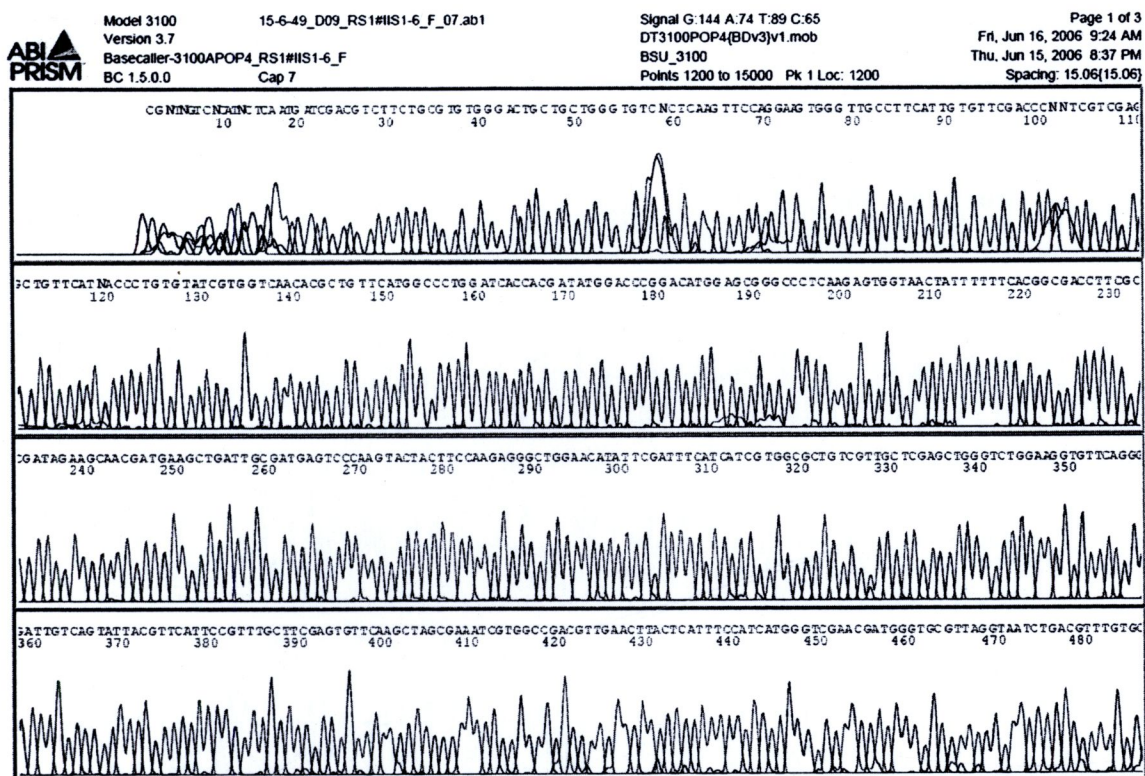 ABI PRISM
Model 3100 15-6-49_D09_RS1#IIS1-6_F_07.ab1 Signal G:144 A:74 T:89 C:65 Page 1 of 3
Version 3.7 DT3100POP4{BDv3}v1.mob Fri, Jun 16, 2006 9:24 AM
Basecaller-3100APOP4_RS1#IIS1-6_F BSU_3100 Thu, Jun 15, 2006 8:37 PM
BC 1.5.0.0 Cap 7 Points 1200 to 15000 Pk 1 Loc: 1200 Spacing: 15.06{15.06}
TCAATGATCGACGTCTTCTGCGTGTGGGACTGCTGCTGGGTGTCNCTCAAGTTCCAGGAAGTGGGTTGCCTTCATTGTGTTCGACCCNNTCGTCGAG
10 20 30 40 50 60 70 80 90 100 110
GCTGTTCATNACCCTGTGTATCGTGGTCAACACGCTGTTCATGGCCCTGGATCACCACGATATGGACCCGGACATGGAGCGGGCCCTCAAGAGTGGTAACTATTTTTTCACGGCGACCTTCGC
120 130 140 150 160 170 180 190 200 210 220 230
CGATAGAAGCAACGATGAAGCTGATTGCGATGAGTCCCAAGTACTACTTCCAAGAGGGCTGGAACATATTCGATTTCATCATCGTGGCGCTGTCGTTGCTCGAGCTGGGTCTGGAAGGTGTTCAGGG
240 250 260 270 280 290 300 310 320 330 340 350
GATTGTCAGTATTACGTTCATTCCGTTTGCTTCGAGTGTTCAAGCTAGCGAAATCGTGGCCGACGTTGAACTTACTCATTTCCATCATGGGTCGAACGATGGGTGCGTTAGGTAATCTGACGTTTGTGC
360 370 380 390 400 410 420 430 440 450 460 470 480